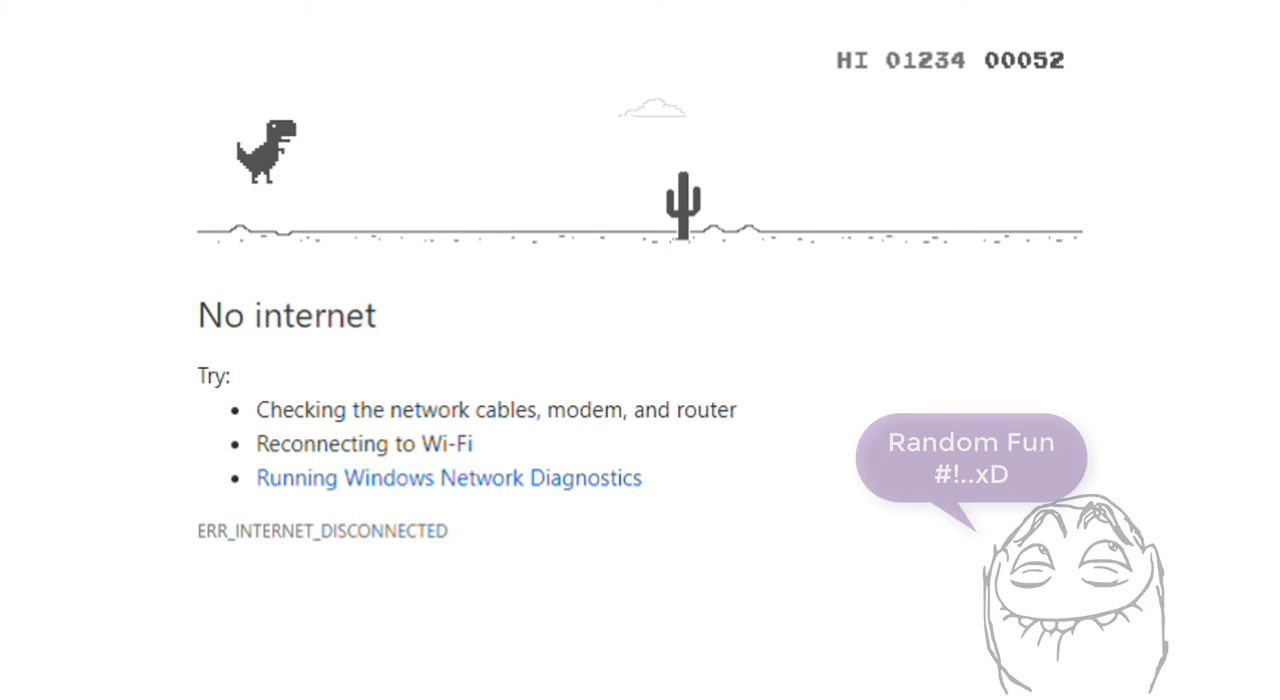 HI 01234 00052
No internet
Try:
Checking the network cables, modem, and router
Reconnecting to Wi-Fi
Running Windows Network Diagnostics
ERR_INTERNET_DISCONNECTED
Random Fun
#!..xD